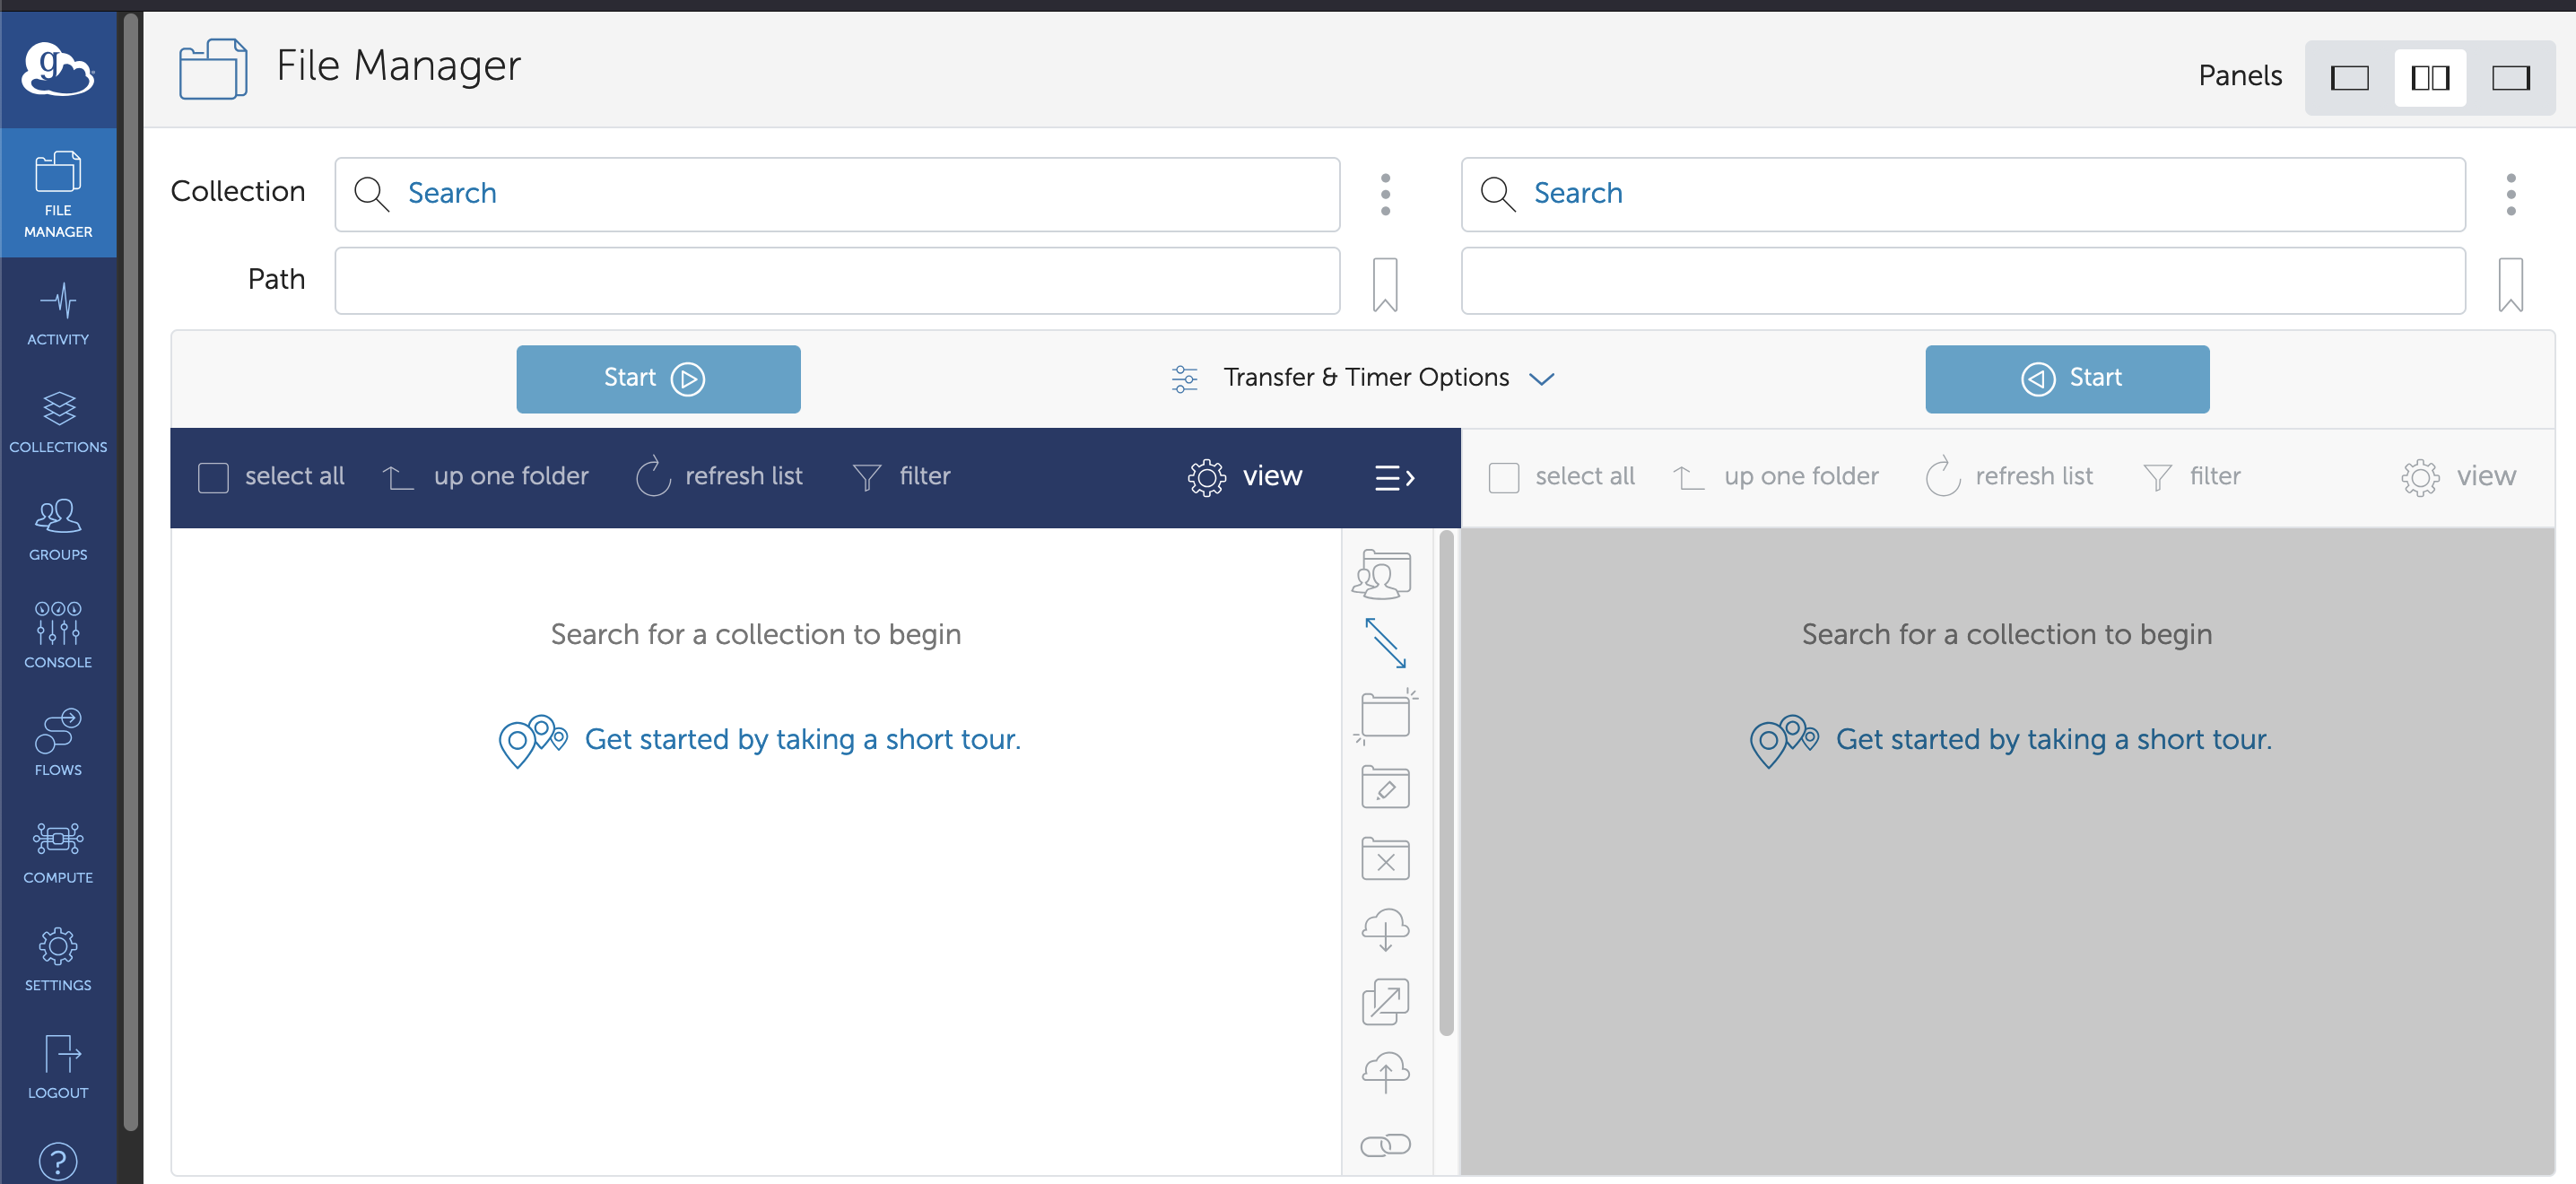 g
File Manager
Panels
FILE
MANAGER
ACTIVITY
COLLECTIONS
GROUPS
CONSOLE
FLOWS
COMPUTE
SETTINGS
LOGOUT
?
Collection
Search
Search
Path
Start
Transfer & Timer Options
Start
select all
up one folder
refresh list
filter
view
select all
up one folder
refresh list
filter
view
Search for a collection to begin
Get started by taking a short tour.
Search for a collection to begin
Get started by taking a short tour.